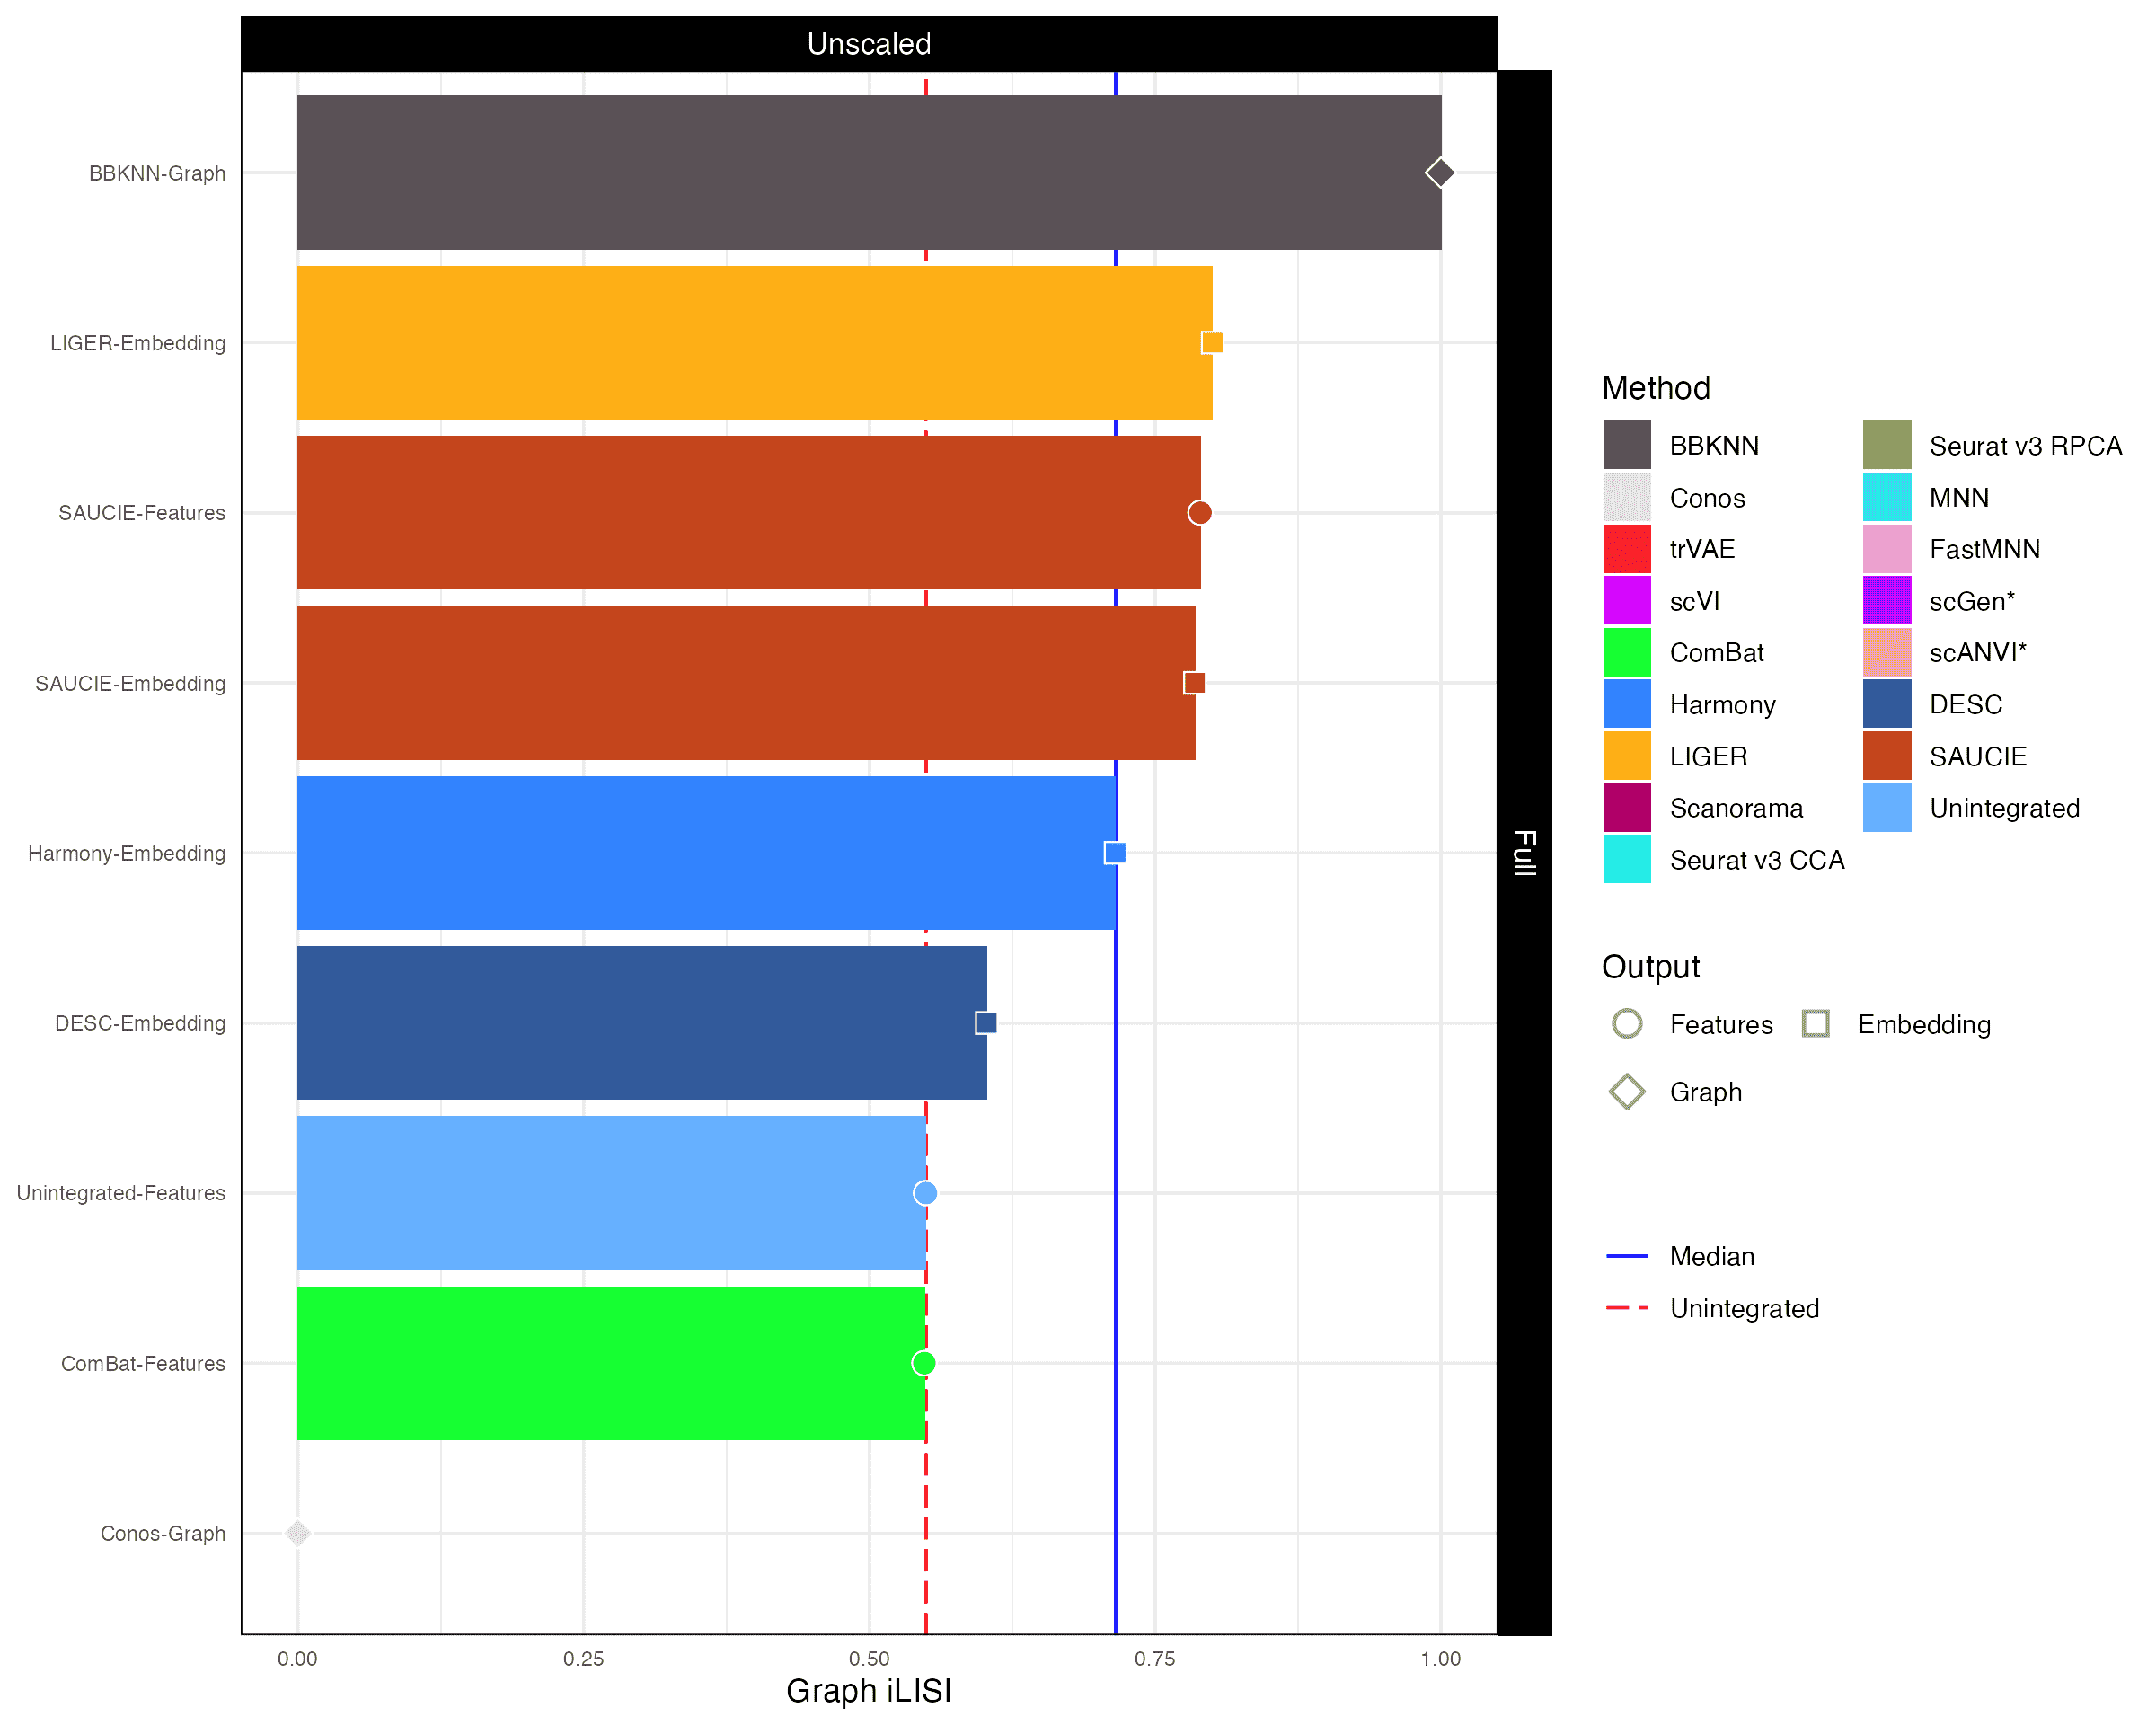 Unscaled
BBKNN-Graph
LIGER-Embedding
SAUCIE-Features
SAUCIE-Embedding
Harmony-Embedding
DESC-Embedding
Unintegrated-Features
ComBat-Features
Conos-Graph
0.00 0.25 0.50 0.75 1.00
Graph iLISI
Full
Method
BBKNN
Conos
trVAE
scVI
ComBat
Harmony
LIGER
Scanorama
Seurat v3 CCA
Seurat v3 RPCA
MNN
FastMNN
scGen*
scANVI*
DESC
SAUCIE
Unintegrated
Output
Features Embedding
Graph
Median
Unintegrated